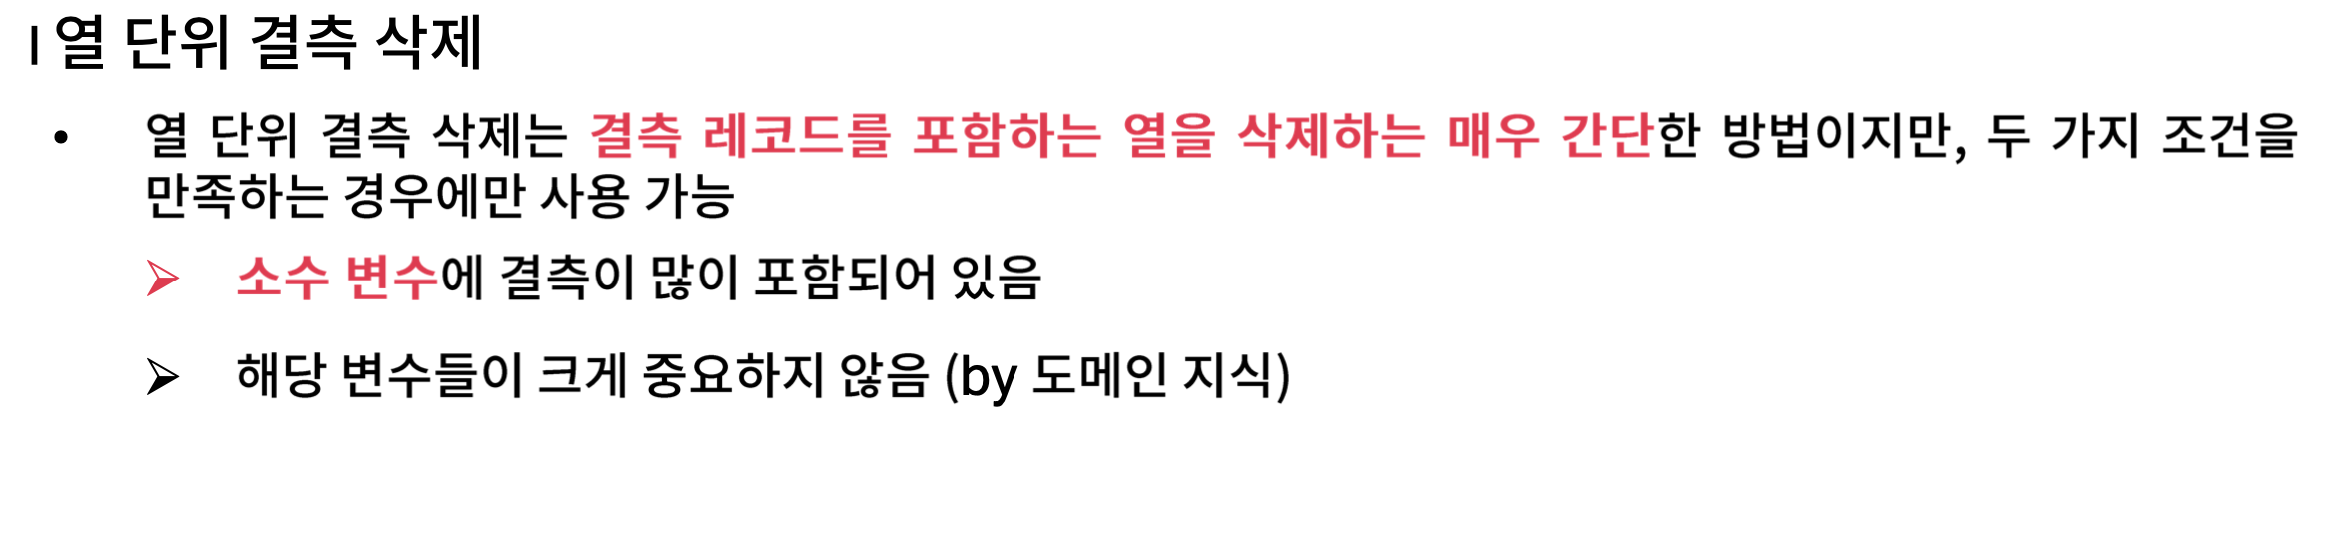 | 열 단위 결측 삭제
• 열 단위 결측 삭제는 결측 레코드를 포함하는 열을 삭제하는 매우 간단한 방법이지만, 두 가지 조건을
만족하는 경우에만 사용 가능
➢ 소수 변수에 결측이 많이 포함되어 있음
➢ 해당 변수들이 크게 중요하지 않음 (by 도메인 지식)